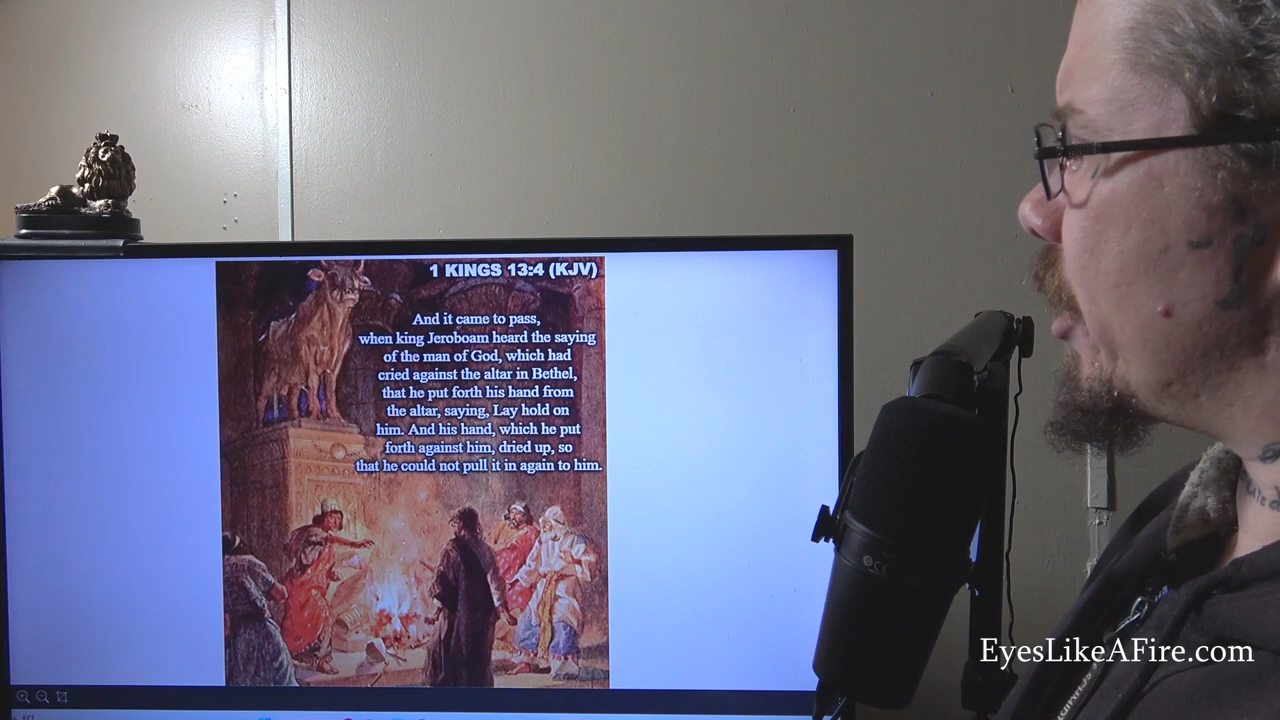 1 KINGS 13:4 (KJV)
And it came to pass,
when king Jeroboam heard the saying
of the man of God, which had
cried against the altar in Bethel,
that he put forth his hand from
the altar, saying, Lay hold on
him. And his hand, which he put
forth against him, dried up, so
that he could not pull it in again to him.
EyesLikeAFire.com